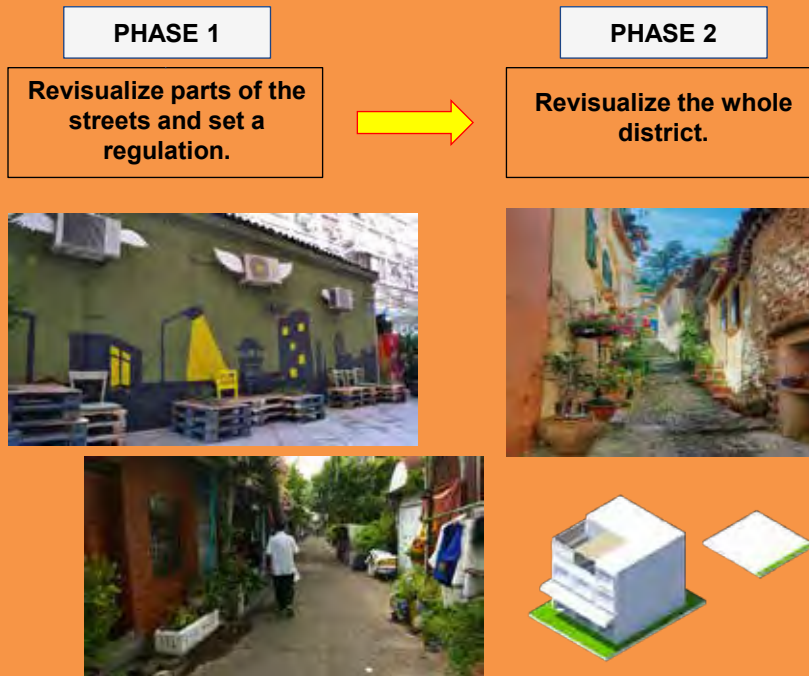 PHASE 1
PHASE 2
Revisualize parts of the
streets and set a
regulation.
Revisualize the whole
district.